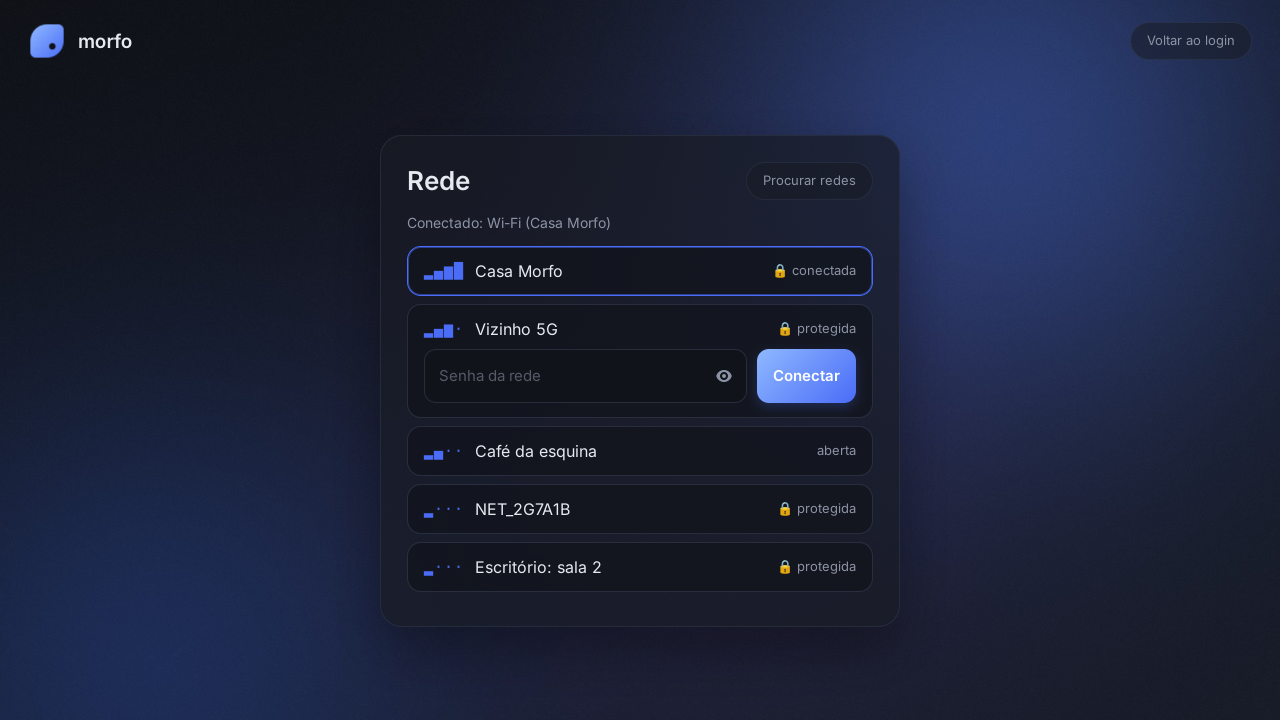 morfo
Voltar ao login
Rede
Procurar redes
Conectado: Wi-Fi (Casa Morfo)
Casa Morfo
conectada
Vizinho 5G
protegida
Senha da rede
Conectar
Café da esquina
aberta
NET_2G7A1B
protegida
Escritório: sala 2
protegida